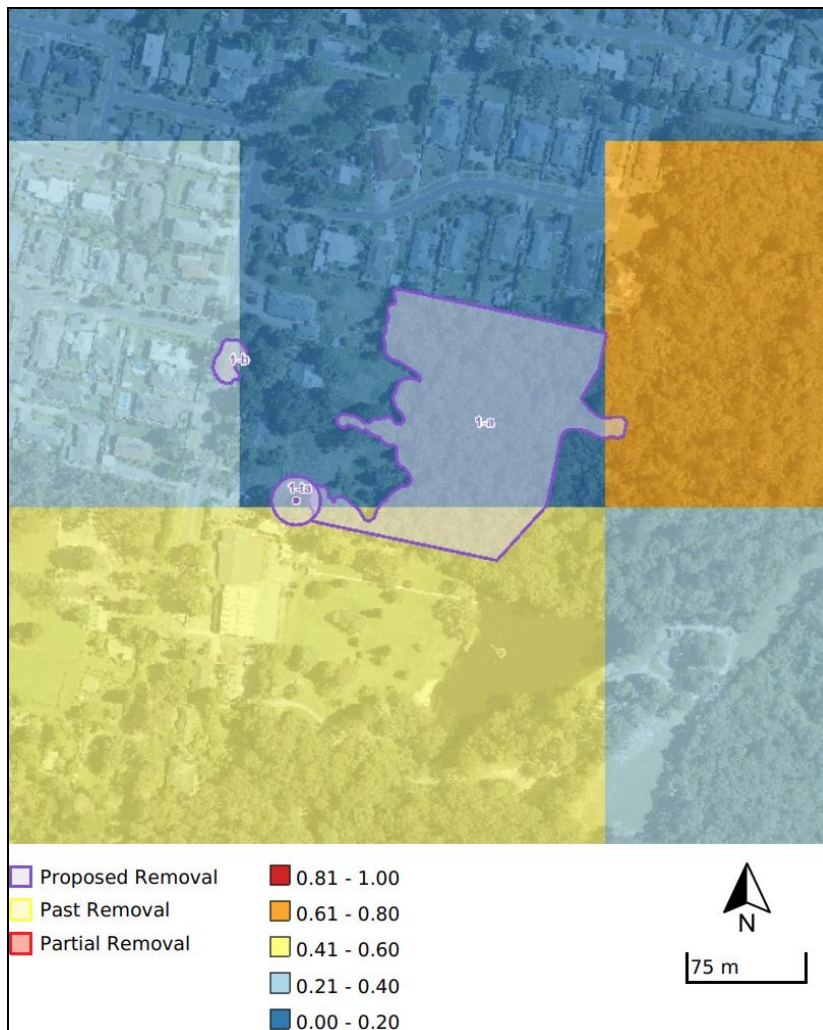 1-b
1-a
1-ta
Proposed Removal
Past Removal
Partial Removal
0.81 - 1.00
0.61 - 0.80
0.41 - 0.60
0.21 - 0.40
0.00 - 0.20
N
75 m